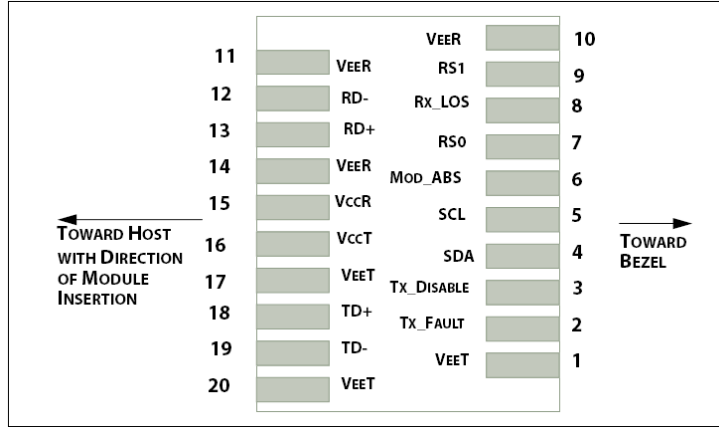 11 VEER
12 RD-
13 RD+
14 VEER
15 VCCR
16 VCCT
17 VEET
18 TD+
19 TD-
20 VEET
VEER 10
RS1 9
RX_LOS 8
RS0 7
MOD_ABS 6
SCL 5
SDA 4
TX_DISABLE 3
TX_FAULT 2
VEET 1
TOWARD HOST
WITH DIRECTION
OF MODULE
INSERTION
TOWARD
BEZEL